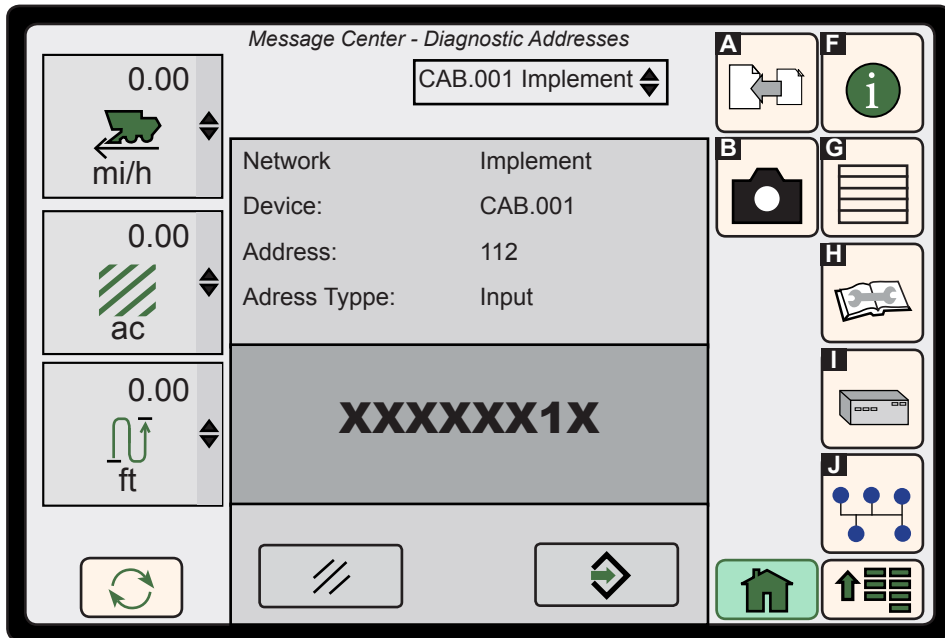 Message Center - Diagnostic Addresses
CAB.001 Implement
0.00
mi/h
0.00
ac
0.00
ft
Network Implement
Device: CAB.001
Address: 112
Adress Typpe: Input
XXXXXX1X
A
F
i
B
G
H
I
J